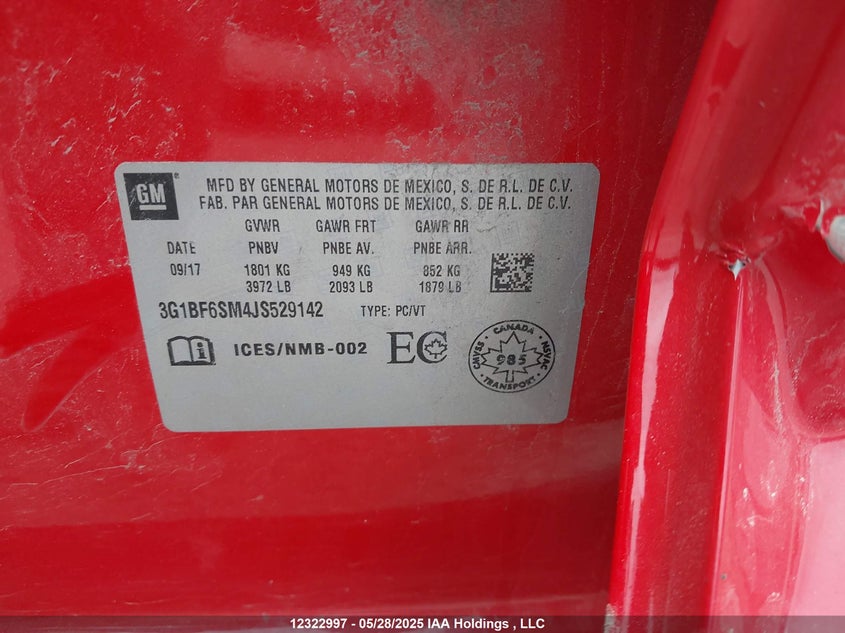 GM ®
MFD BY GENERAL MOTORS DE MEXICO, S. DE R.L. DE C.V.
FAB. PAR GENERAL MOTORS DE MEXICO, S. DE R.L. DE C.V.
GVWR GAWR FRT GAWR RR
DATE PNBV PNBE AV. PNBE ARR.
09/17 1801 KG 949 KG 852 KG
3972 LB 2093 LB 1879 LB
3G1BF6SM4JS529142 TYPE: PC/VT
ICES/NMB-002 EC
CANADA
CMVSS 985 NSVAC
TRANSPORT
12322997 - 05/28/2025 IAA Holdings , LLC